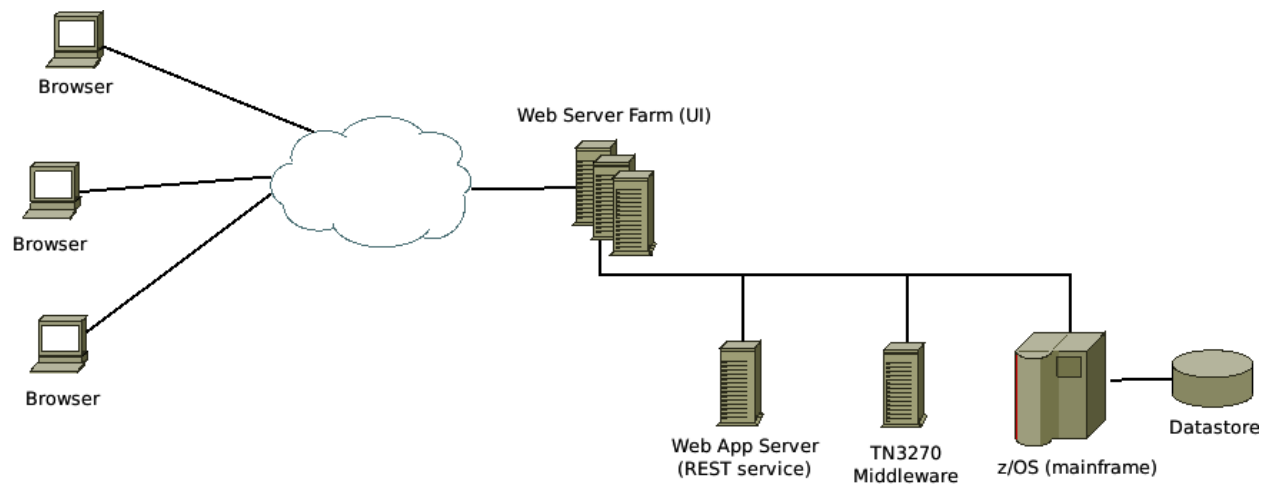 Browser
Web Server Farm (UI)
Browser
Browser
Web App Server
(REST service)
TN3270
Middleware
z/OS (mainframe)
Datastore